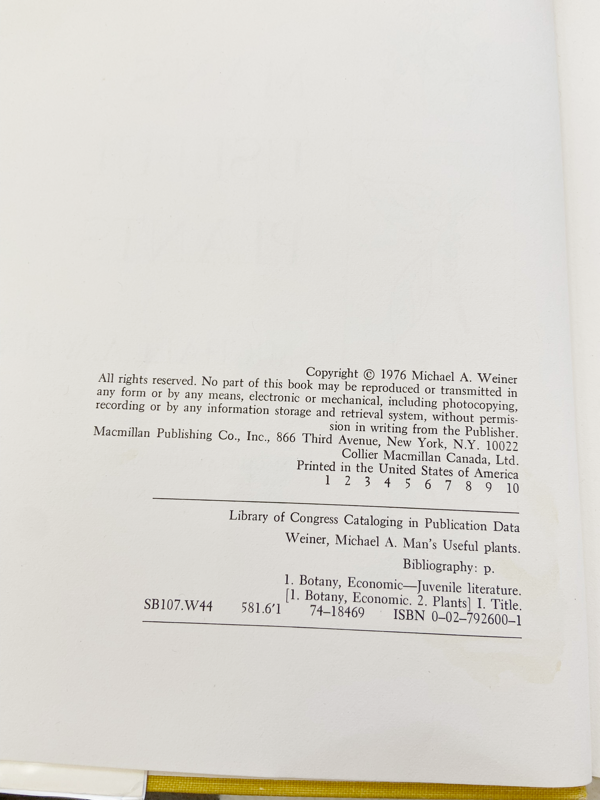 Copyright © 1976 Michael A. Weiner
All rights reserved. No part of this book may be reproduced or transmitted in
any form or by any means, electronic or mechanical, including photocopying,
recording or by any information storage and retrieval system, without permis-
sion in writing from the Publisher.
Macmillan Publishing Co., Inc., 866 Third Avenue, New York, N.Y. 10022
Collier Macmillan Canada, Ltd.
Printed in the United States of America
1 2 3 4 5 6 7 8 9 10
Library of Congress Cataloging in Publication Data
Weiner, Michael A. Man's Useful plants.
Bibliography: p.
1. Botany, Economic—Juvenile literature.
[1. Botany, Economic. 2. Plants] I. Title.
SB107.W44 581.6'1 74-18469 ISBN 0-02-792600-1